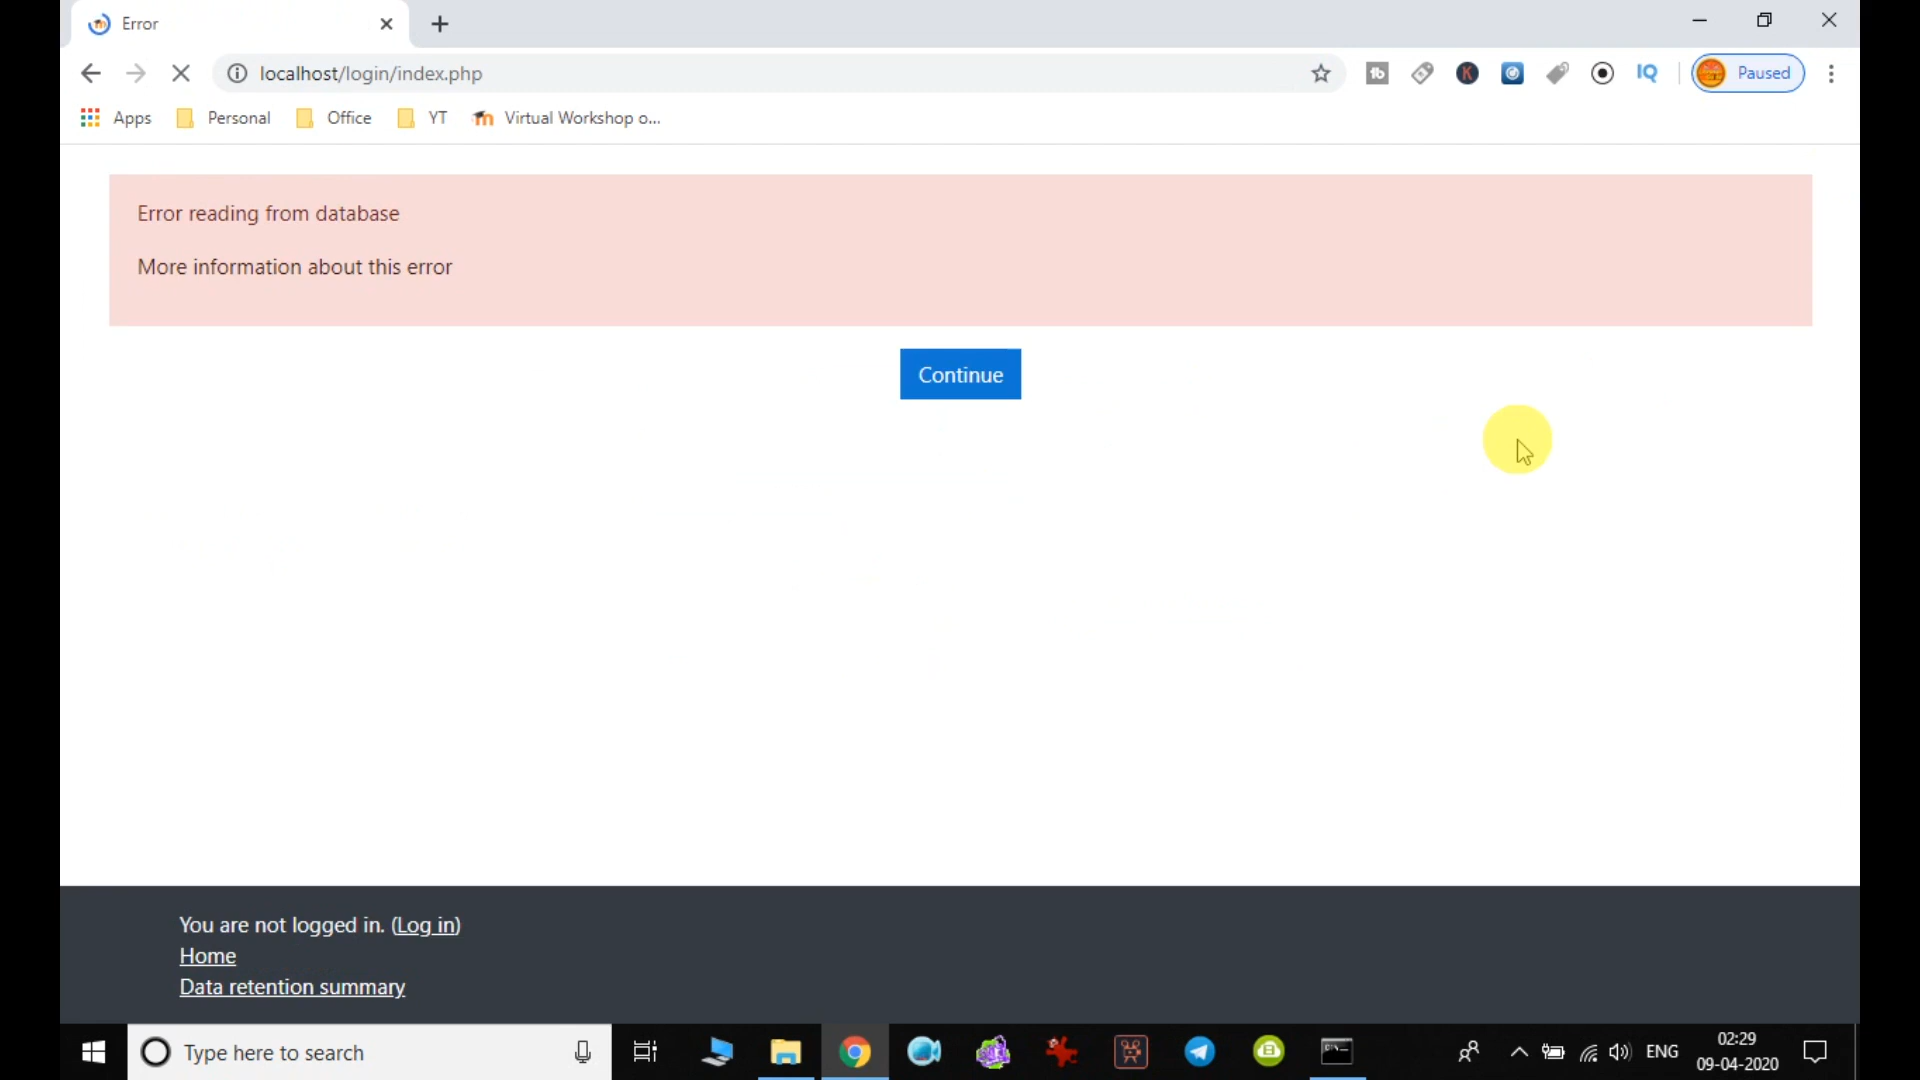 Error
localhost/login/index.php
Paused
Apps
Personal
Office
YT
Virtual Workshop o...
Error reading from database
More information about this error
Continue
You are not logged in. (Log in)
Home
Data retention summary
Type here to search
ENG
02:29
09-04-2020